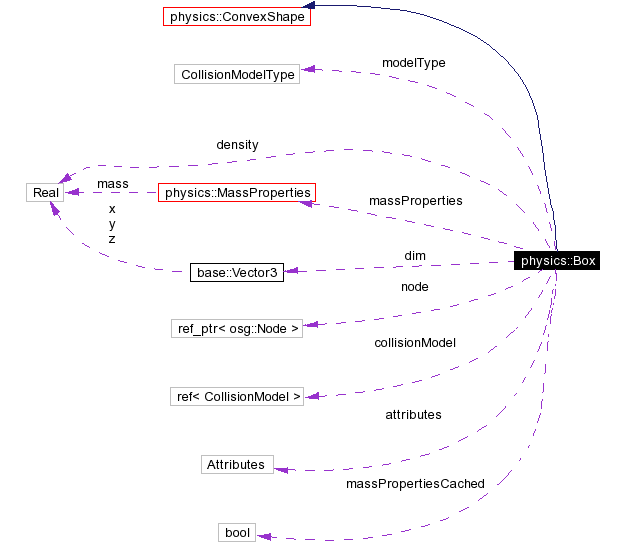 physics::ConvexShape
modelType
CollisionModelType
density
mass
Real
physics::MassProperties
massProperties
x
y
z
dim
physics::Box
base::Vector3
node
ref_ptr< osg::Node >
collisionModel
ref< CollisionModel >
attributes
Attributes
massPropertiesCached
bool